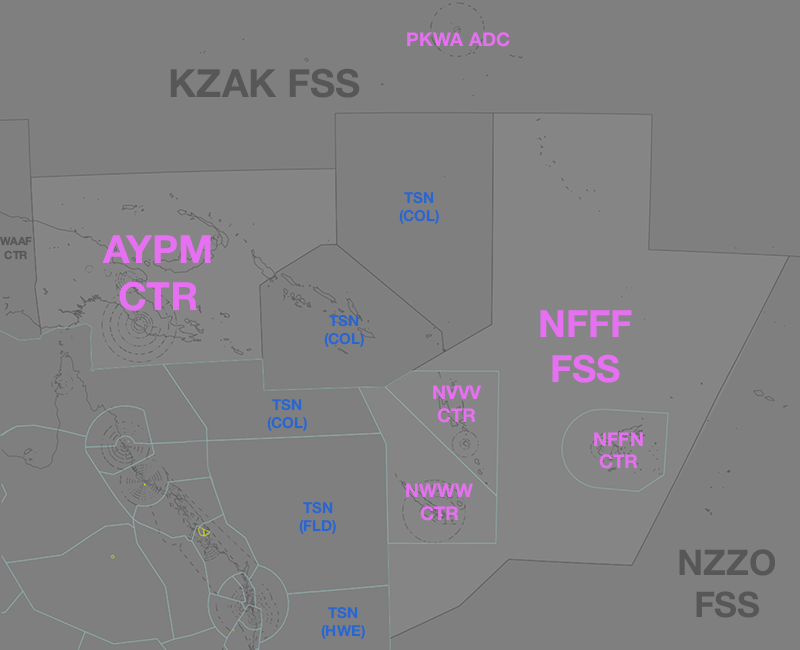 PKWA ADC
KZAK FSS
TSN
(COL)
WAAF
CTR
AYPM
CTR
TSN
(COL)
NFFF
FSS
NVVV
CTR
TSN
(COL)
NFFN
CTR
NWWW
CTR
TSN
(FLD)
NZZO
FSS
TSN
(HWE)